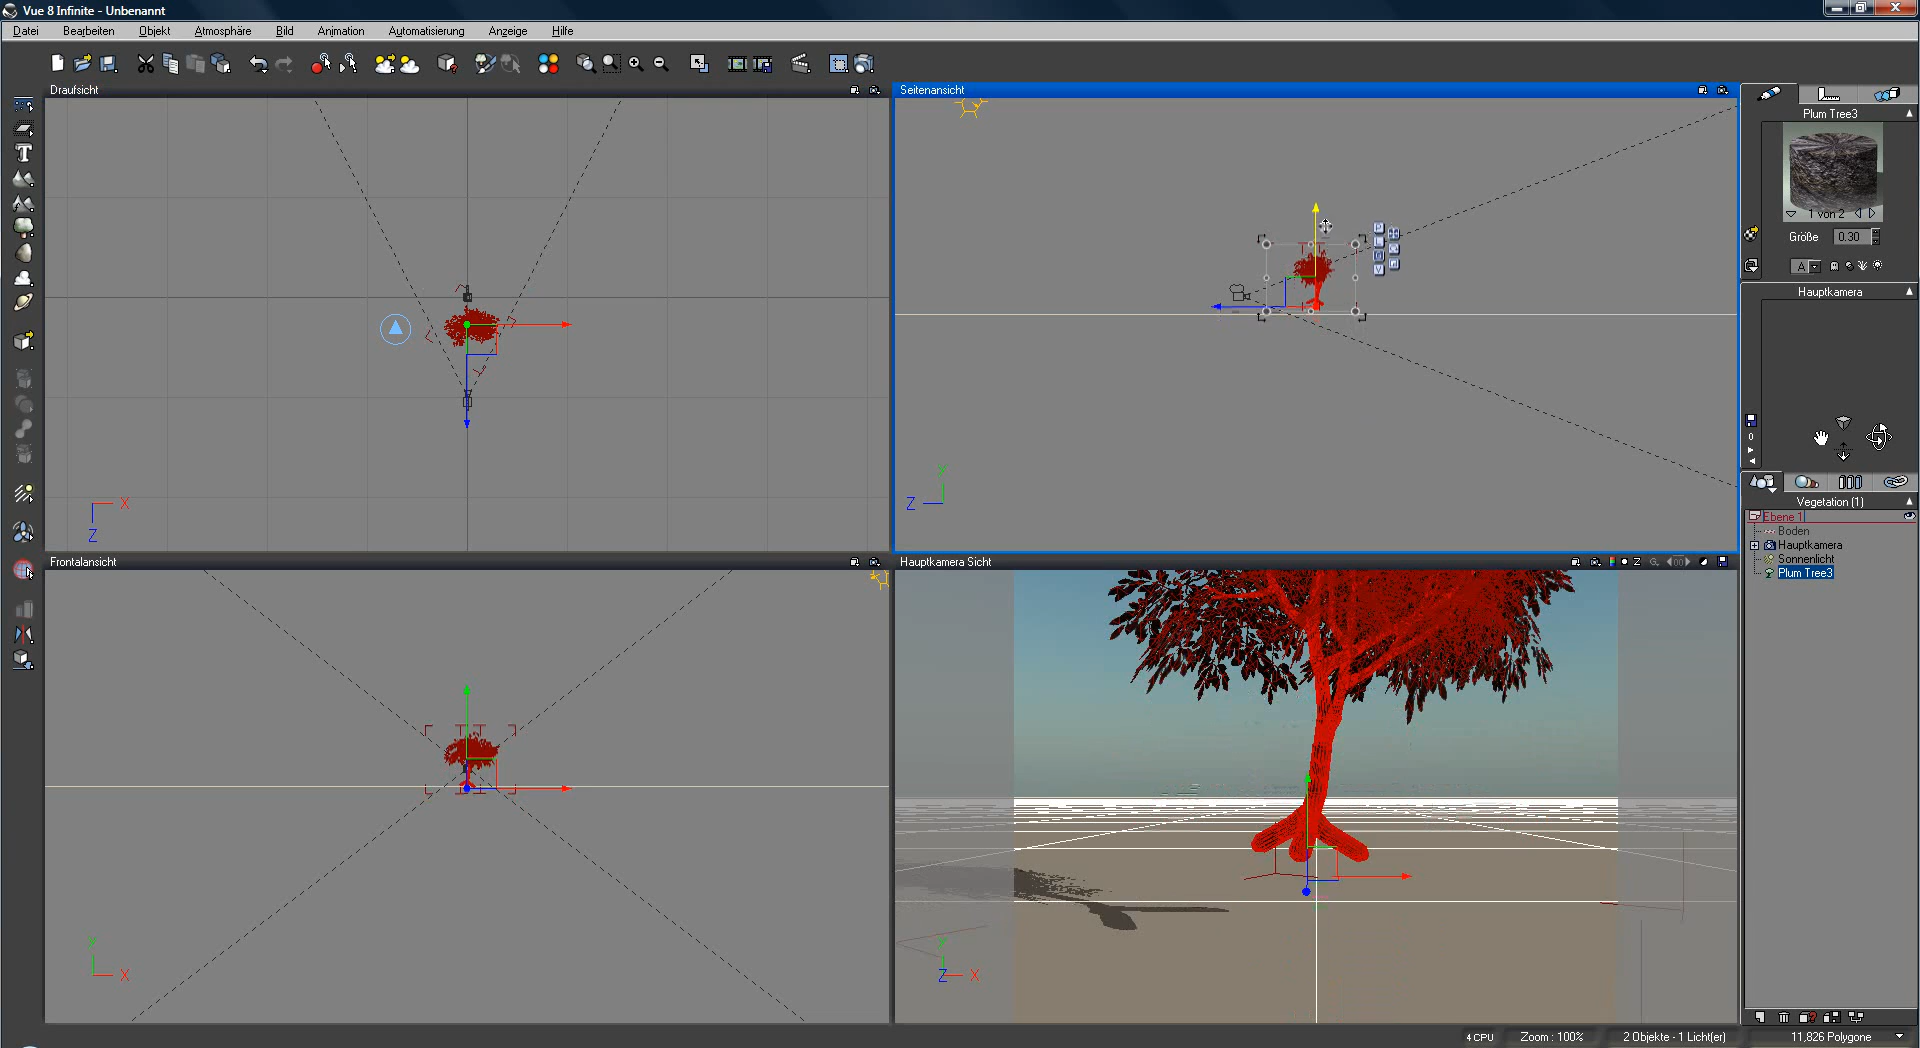 Vue 8 Infinite - Unbenannt
Datei Bearbeiten Objekt Atmosphäre Bild Animation Automatisierung Anzeige Hilfe
Draufsicht
Seitenansicht
Plum Tree3
1 von 2
Größe 0.30
A
Hauptkamera
0
X
Z
Y
Z
Frontalansicht
Hauptkamera Sicht
Vegetation (1)
Ebene 1
Boden
Hauptkamera
Sonnenlicht
Plum Tree3
Y
X
Y
Z X
4 CPU Zoom : 100% 2 Objekte - 1 Licht(er) 11,826 Polygone